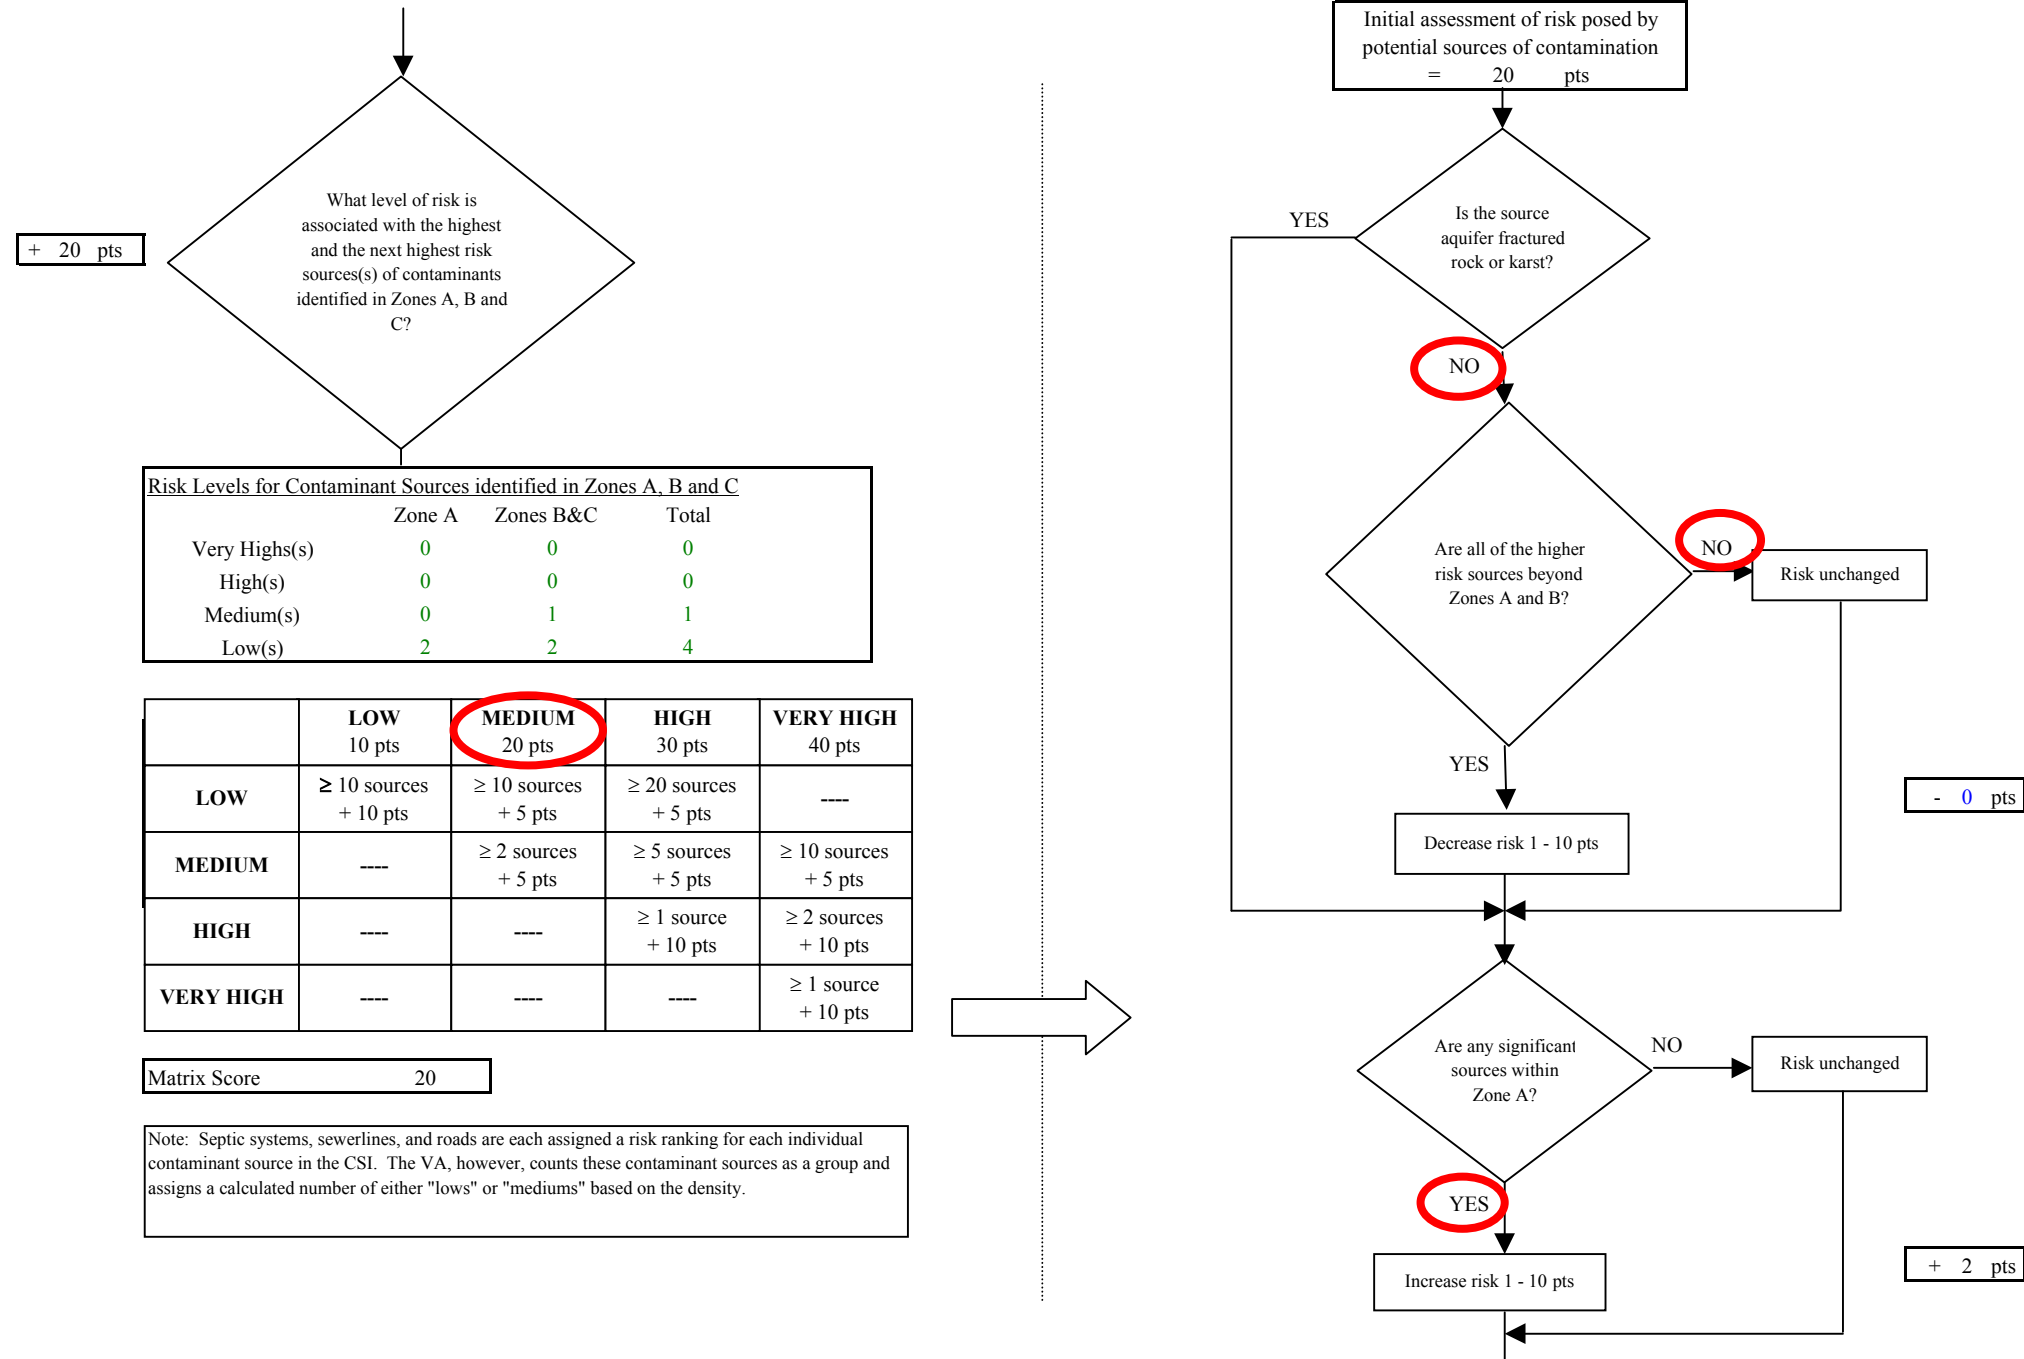 + 20 pts
What level of risk is
associated with the highest
and the next highest risk
sources(s) of contaminants
identified in Zones A, B and
C?
Risk Levels for Contaminant Sources identified in Zones A, B and C
Zone A Zones B&C Total
Very Highs(s) 0 0 0
High(s) 0 0 0
Medium(s) 0 1 1
Low(s) 2 2 4
LOW MEDIUM HIGH VERY HIGH
10 pts 20 pts 30 pts 40 pts
LOW ≥ 10 sources ≥ 10 sources ≥ 20 sources ----
+ 10 pts + 5 pts + 5 pts
MEDIUM ---- ≥ 2 sources ≥ 5 sources ≥ 10 sources
+ 5 pts + 5 pts + 5 pts
HIGH ---- ---- ≥ 1 source ≥ 2 sources
+ 10 pts + 10 pts
VERY HIGH ---- ---- ---- ≥ 1 source
+ 10 pts
Matrix Score 20
Note: Septic systems, sewerlines, and roads are each assigned a risk ranking for each individual
contaminant source in the CSI. The VA, however, counts these contaminant sources as a group and
assigns a calculated number of either "lows" or "mediums" based on the density.
Initial assessment of risk posed by
potential sources of contamination
= 20 pts
YES
Is the source
aquifer fractured
rock or karst?
NO
Are all of the higher
risk sources beyond
Zones A and B?
NO
Risk unchanged
YES
- 0 pts
Decrease risk 1 - 10 pts
Are any significant
sources within
Zone A?
NO
Risk unchanged
YES
+ 2 pts
Increase risk 1 - 10 pts